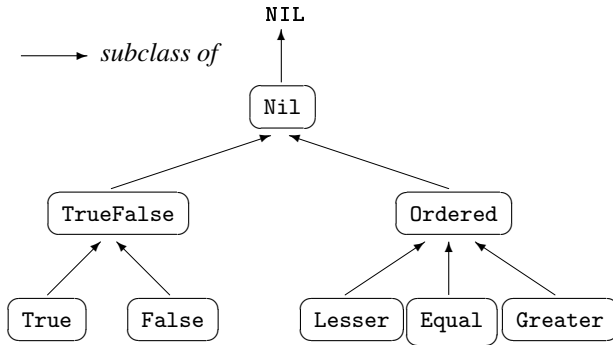 NIL
subclass of
Nil
TrueFalse
Ordered
True
False
Lesser
Equal
Greater